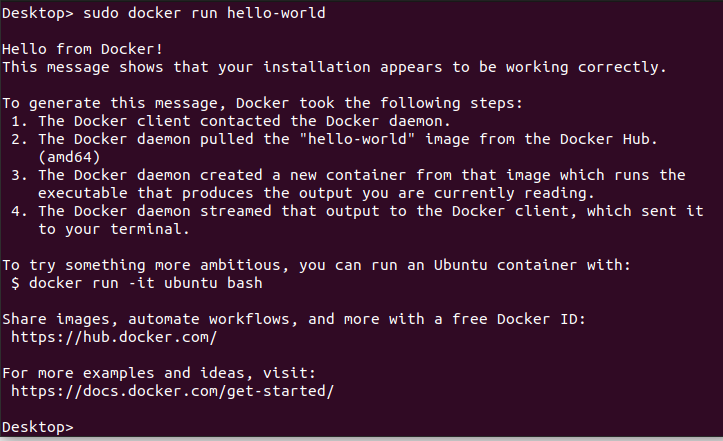 Desktop> sudo docker run hello-world
Hello from Docker!
This message shows that your installation appears to be working correctly.
To generate this message, Docker took the following steps:
1. The Docker client contacted the Docker daemon.
2. The Docker daemon pulled the "hello-world" image from the Docker Hub.
(amd64)
3. The Docker daemon created a new container from that image which runs the
executable that produces the output you are currently reading.
4. The Docker daemon streamed that output to the Docker client, which sent it
to your terminal.
To try something more ambitious, you can run an Ubuntu container with:
$ docker run -it ubuntu bash
Share images, automate workflows, and more with a free Docker ID:
https://hub.docker.com/
For more examples and ideas, visit:
https://docs.docker.com/get-started/
Desktop>